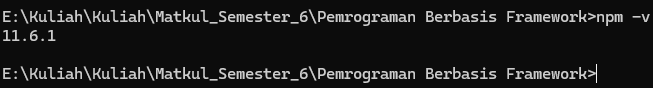 E:\Kuliah\Kuliah\Matkul_Semester_6\Pemrograman Berbasis Framework>npm -v
11.6.1
E:\Kuliah\Kuliah\Matkul_Semester_6\Pemrograman Berbasis Framework>